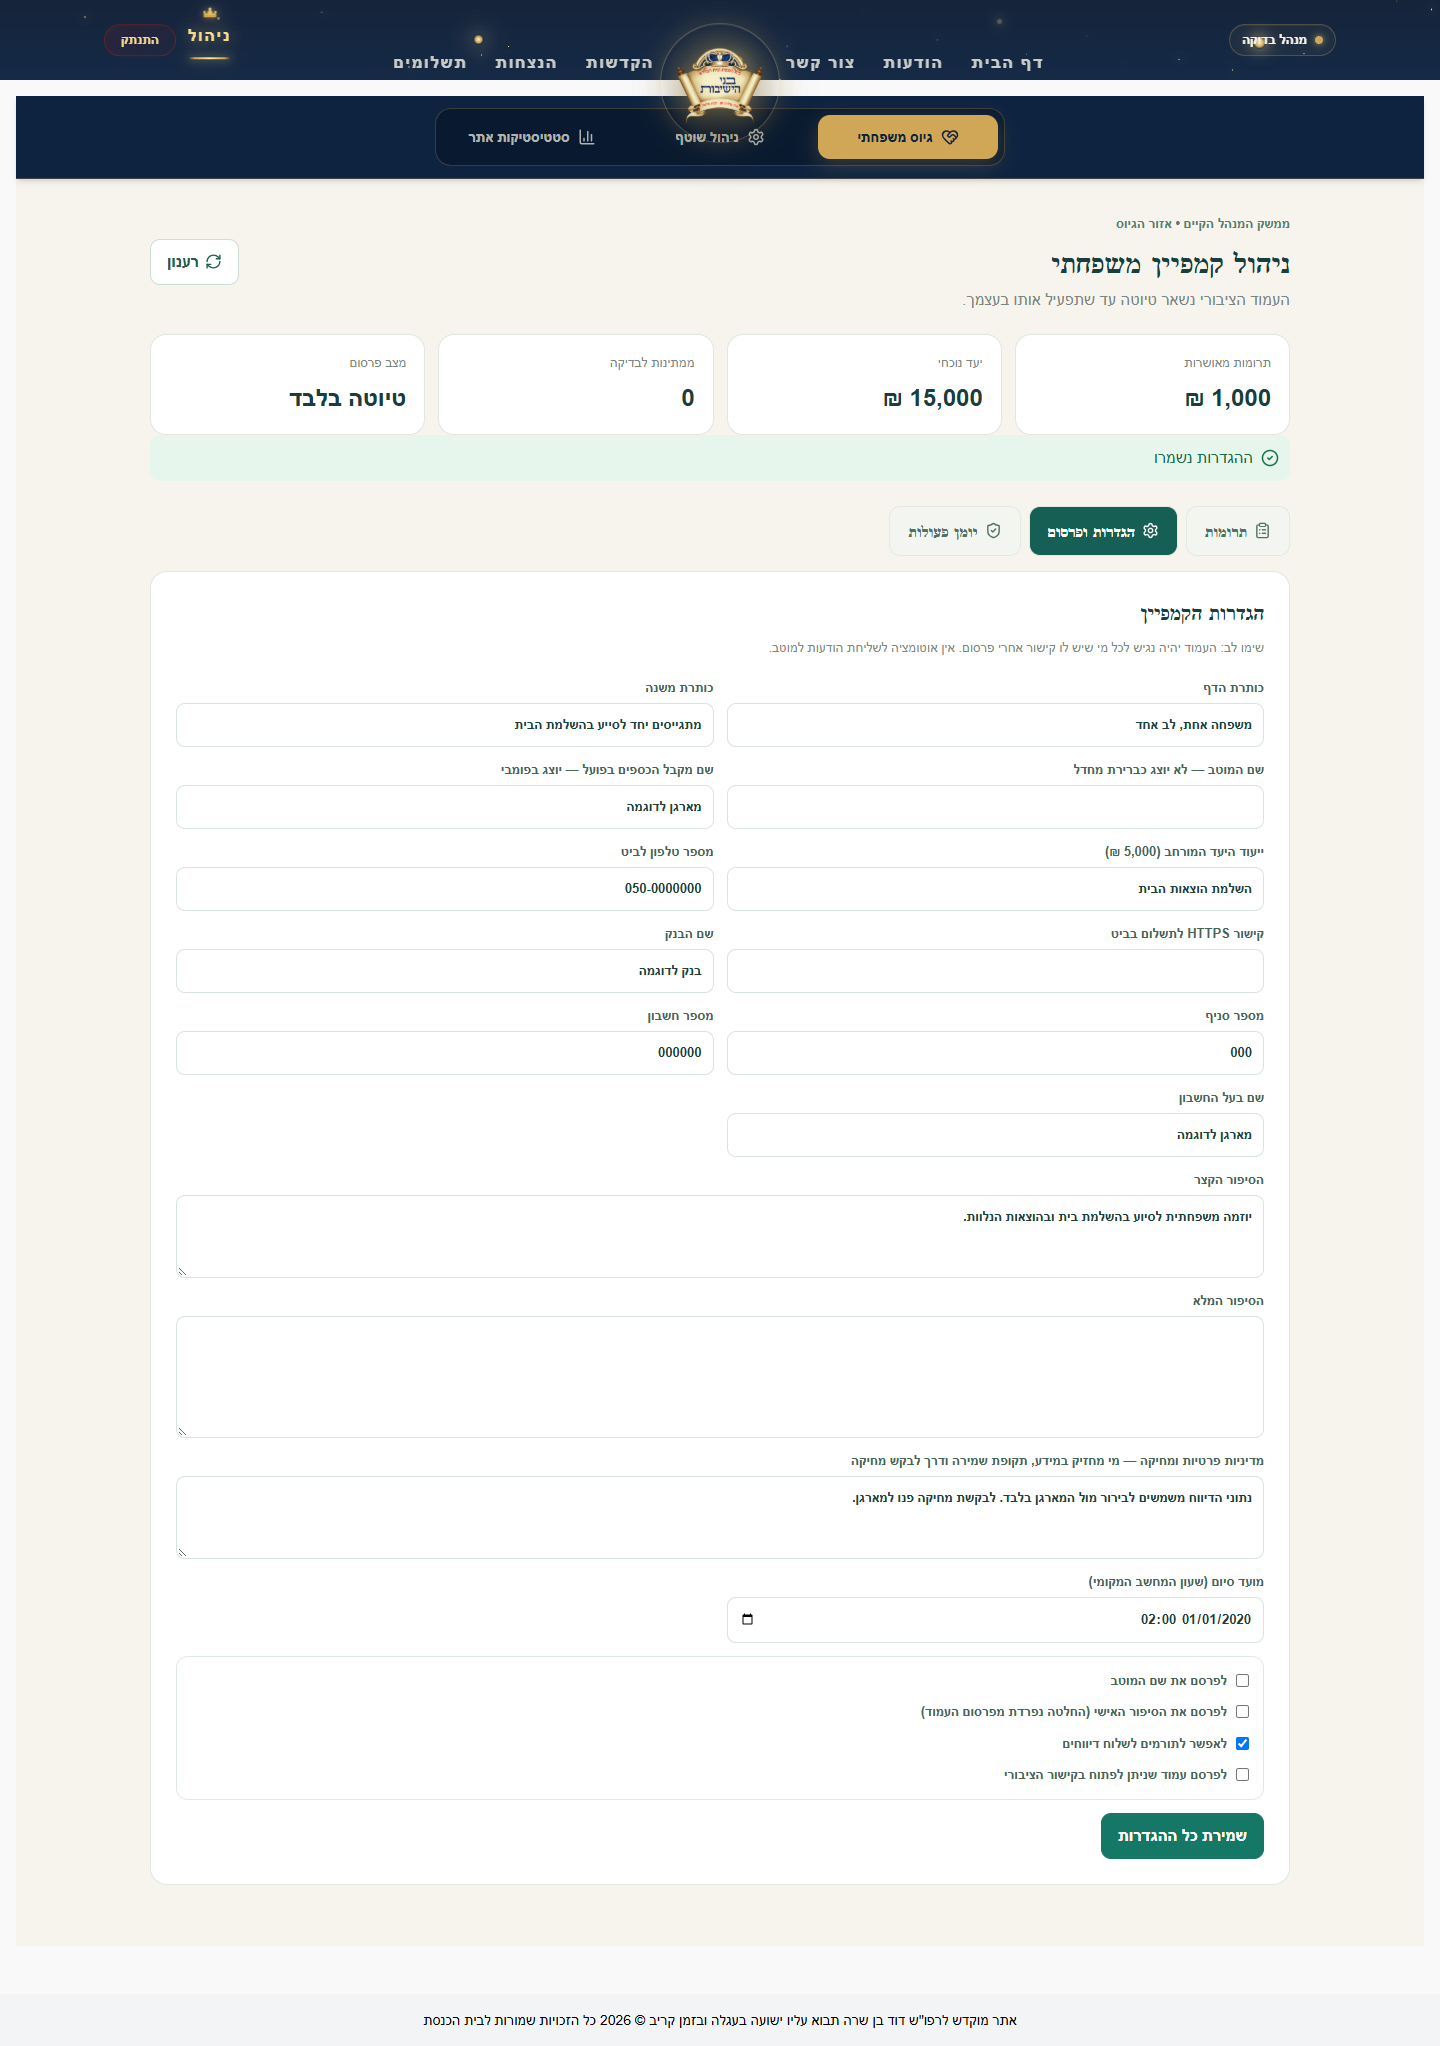 מנהל בדיקה
דף הבית
הודעות
צור קשר
בני
הישיבות
הקדשות
הנצחות
תשלומים
ניהול
התנתק
גיוס משפחתי
ניהול שוטף
סטטיסטיקות אתר
ממשק המנהל הקיים • אזור הגיוס
ניהול קמפיין משפחתי
העמוד הציבורי נשאר טיוטה עד שתפעיל אותו בעצמך.
רענון
תרומות מאושרות
1,000 ₪
יעד נוכחי
15,000 ₪
ממתינות לבדיקה
0
מצב פרסום
טיוטה בלבד
ההגדרות נשמרו
תרומות
הגדרות ופרסום
יומן פעולות
הגדרות הקמפיין
שימו לב: העמוד יהיה נגיש לכל מי שיש לו קישור אחרי פרסום. אין אוטומציה לשליחת הודעות למוטב.
כותרת הדף
משפחה אחת, לב אחד
כותרת משנה
מתגייסים יחד לסייע בהשלמת הבית
שם המוטב — לא יוצג כברירת מחדל
שם מקבל הכספים בפועל — יוצג בפומבי
מארגן לדוגמה
ייעוד היעד המורחב (5,000 ₪)
השלמת הוצאות הבית
מספר טלפון לביט
050-0000000
קישור HTTPS לתשלום בביט
שם הבנק
בנק לדוגמה
מספר סניף
000
מספר חשבון
000000
שם בעל החשבון
מארגן לדוגמה
הסיפור הקצר
יוזמה משפחתית לסיוע בהשלמת בית ובהוצאות הנלוות.
הסיפור המלא
מדיניות פרטיות ומחיקה — מי מחזיק במידע, תקופת שמירה ודרך לבקש מחיקה
נתוני הדיווח משמשים לבירור מול המארגן בלבד. לבקשת מחיקה פנו למארגן.
מועד סיום (שעון המחשב המקומי)
01/01/2020 02:00
לפרסם את שם המוטב
לפרסם את הסיפור האישי (החלטה נפרדת מפרסום העמוד)
לאפשר לתורמים לשלוח דיווחים
לפרסם עמוד שניתן לפתוח בקישור הציבורי
שמירת כל ההגדרות
אתר מוקדש לרפו"ש דוד בן שרה תבוא עליו ישועה בעגלה ובזמן קריב © 2026 כל הזכויות שמורות לבית הכנסת